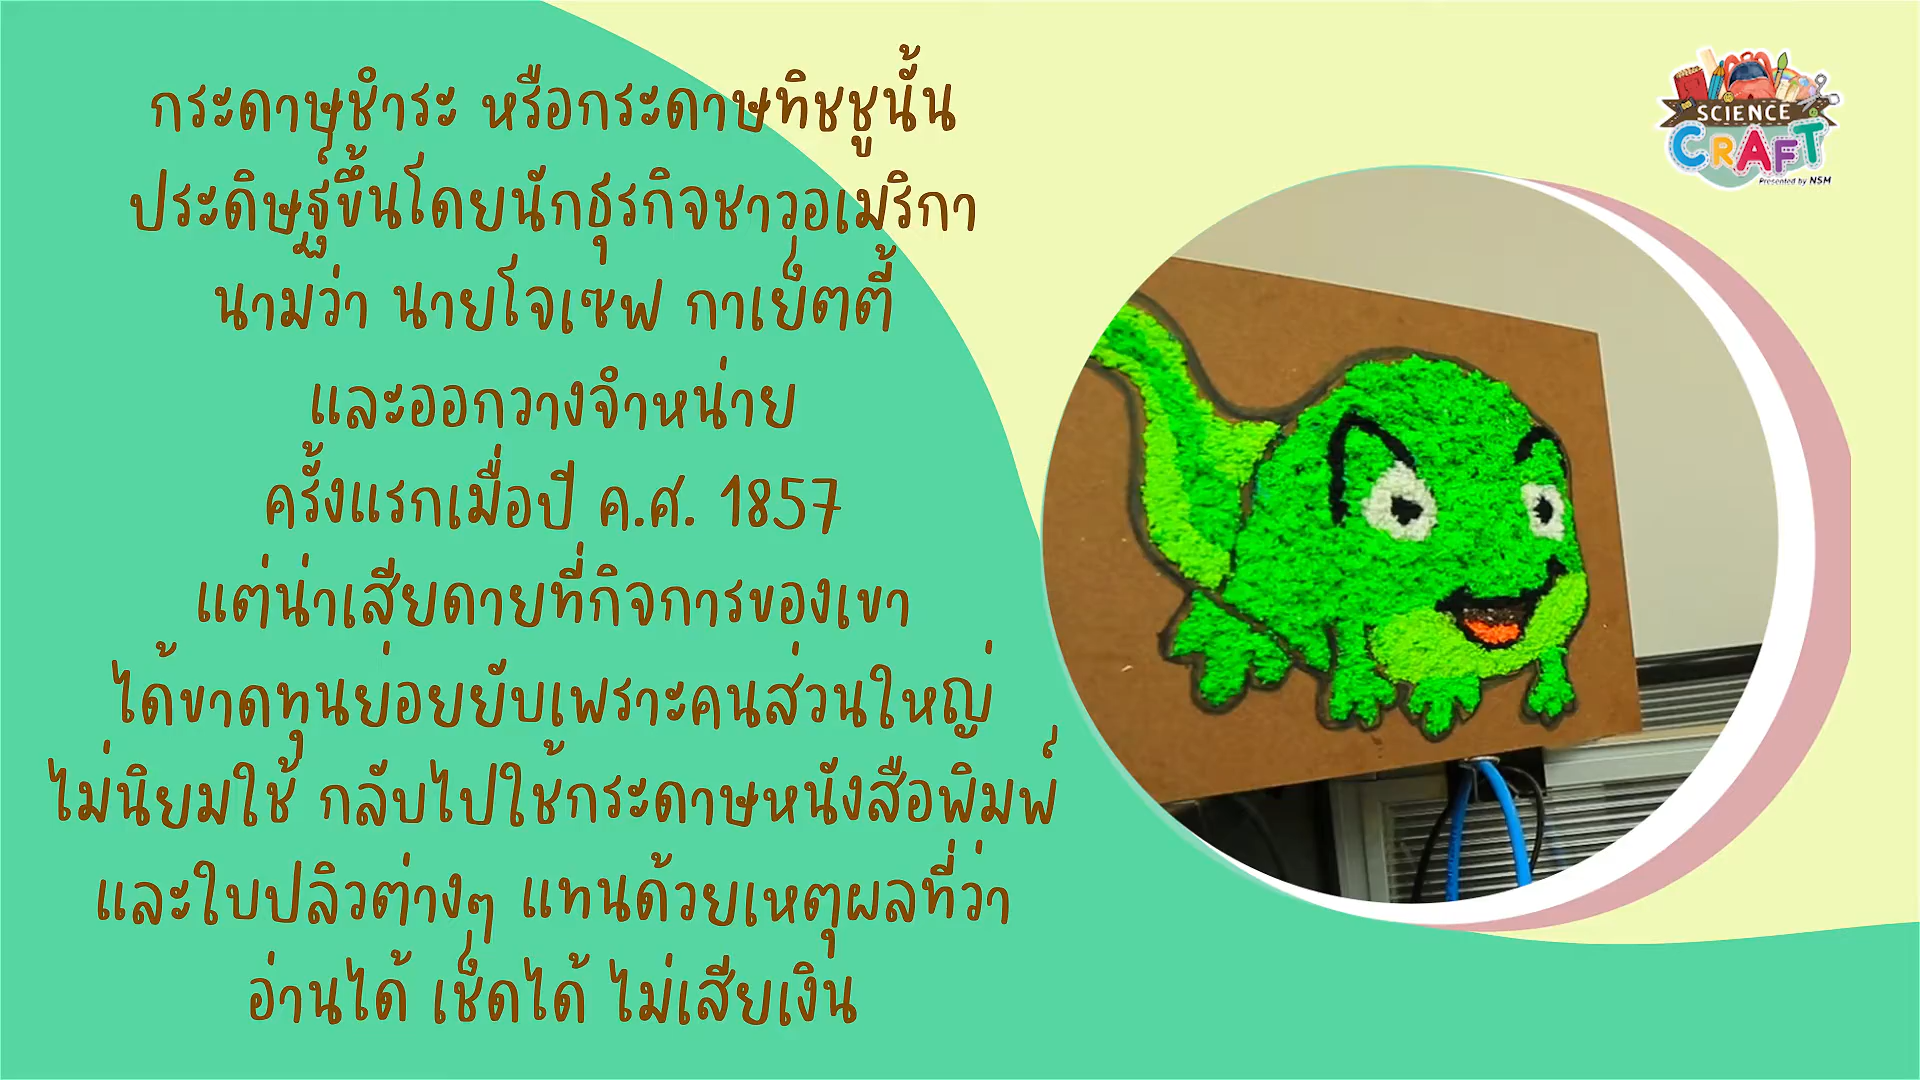 กระดาษชำระ หรือกระดาษทิชชูนั้น
ประดิษฐ์ขึ้นโดยนักธุรกิจชาวอเมริกา
นามว่า นายโจเซฟ กาเย็ตตี้
และออกวางจำหน่าย
ครั้งแรกเมื่อปี ค.ศ. 1857
แต่น่าเสียดายที่กิจการของเขา
ได้ขาดทุนย่อยยับเพราะคนส่วนใหญ่
ไม่นิยมใช้ กลับไปใช้กระดาษหนังสือพิมพ์
และใบปลิวต่างๆ แทนด้วยเหตุผลที่ว่า
อ่านได้ เช็ดได้ ไม่เสียเงิน
SCIENCE
CRAFT
Presented by NSM